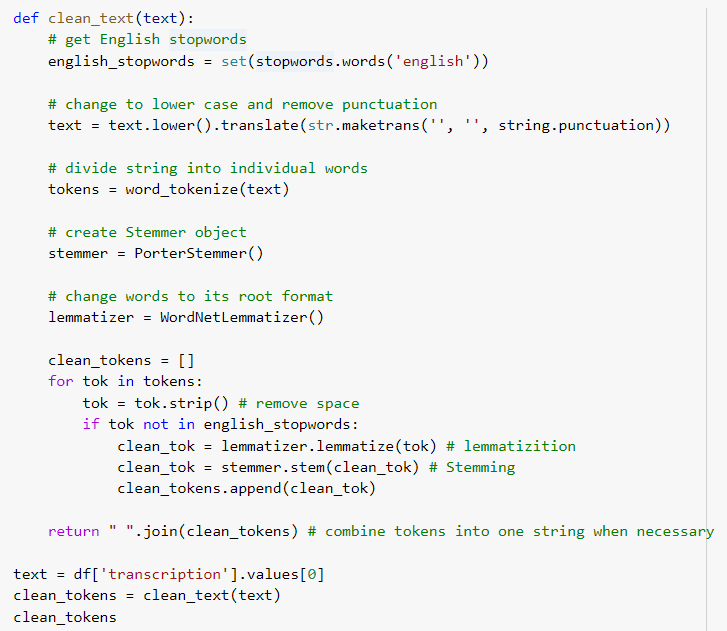 def clean_text(text):
    # get English stopwords
    english_stopwords = set(stopwords.words('english'))
    # change to lower case and remove punctuation
    text = text.lower().translate(str.maketrans('', '', string.punctuation))
    # divide string into individual words
    tokens = word_tokenize(text)
    # create Stemmer object
    stemmer = PorterStemmer()
    # change words to its root format
    lemmatizer = WordNetLemmatizer()
    clean_tokens = []
    for tok in tokens:
        tok = tok.strip() # remove space
        if tok not in english_stopwords:
            clean_tok = lemmatizer.lemmatize(tok) # lemmatizition
            clean_tok = stemmer.stem(clean_tok) # Stemming
            clean_tokens.append(clean_tok)
    return " ".join(clean_tokens) # combine tokens into one string when necessary
text = df['transcription'].values[0]
clean_tokens = clean_text(text)
clean_tokens